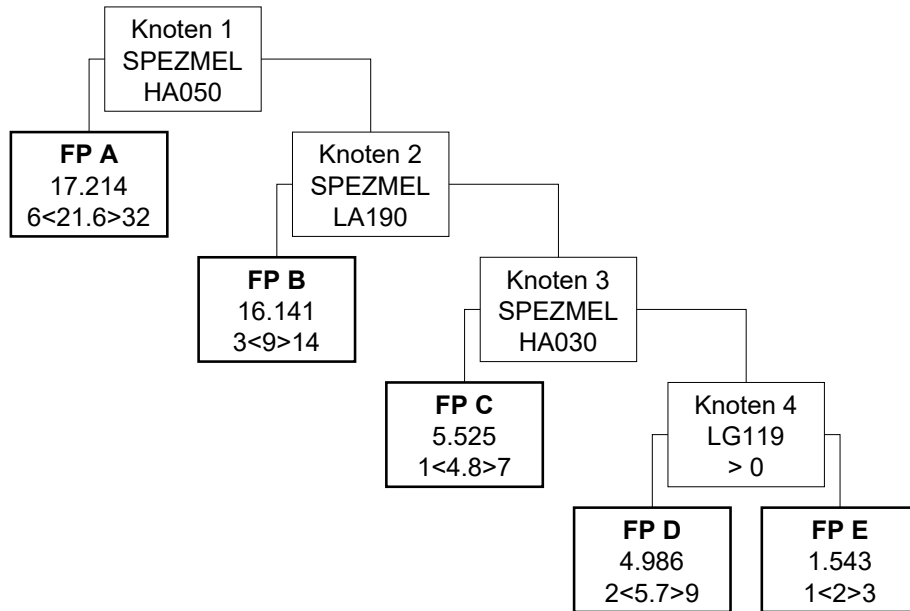 Knoten 1
SPEZMEL
HA050
FP A
17.214
6<21.6>32
Knoten 2
SPEZMEL
LA190
FP B
16.141
3<9>14
Knoten 3
SPEZMEL
HA030
FP C
5.525
1<4.8>7
Knoten 4
LG119
> 0
FP D
4.986
2<5.7>9
FP E
1.543
1<2>3